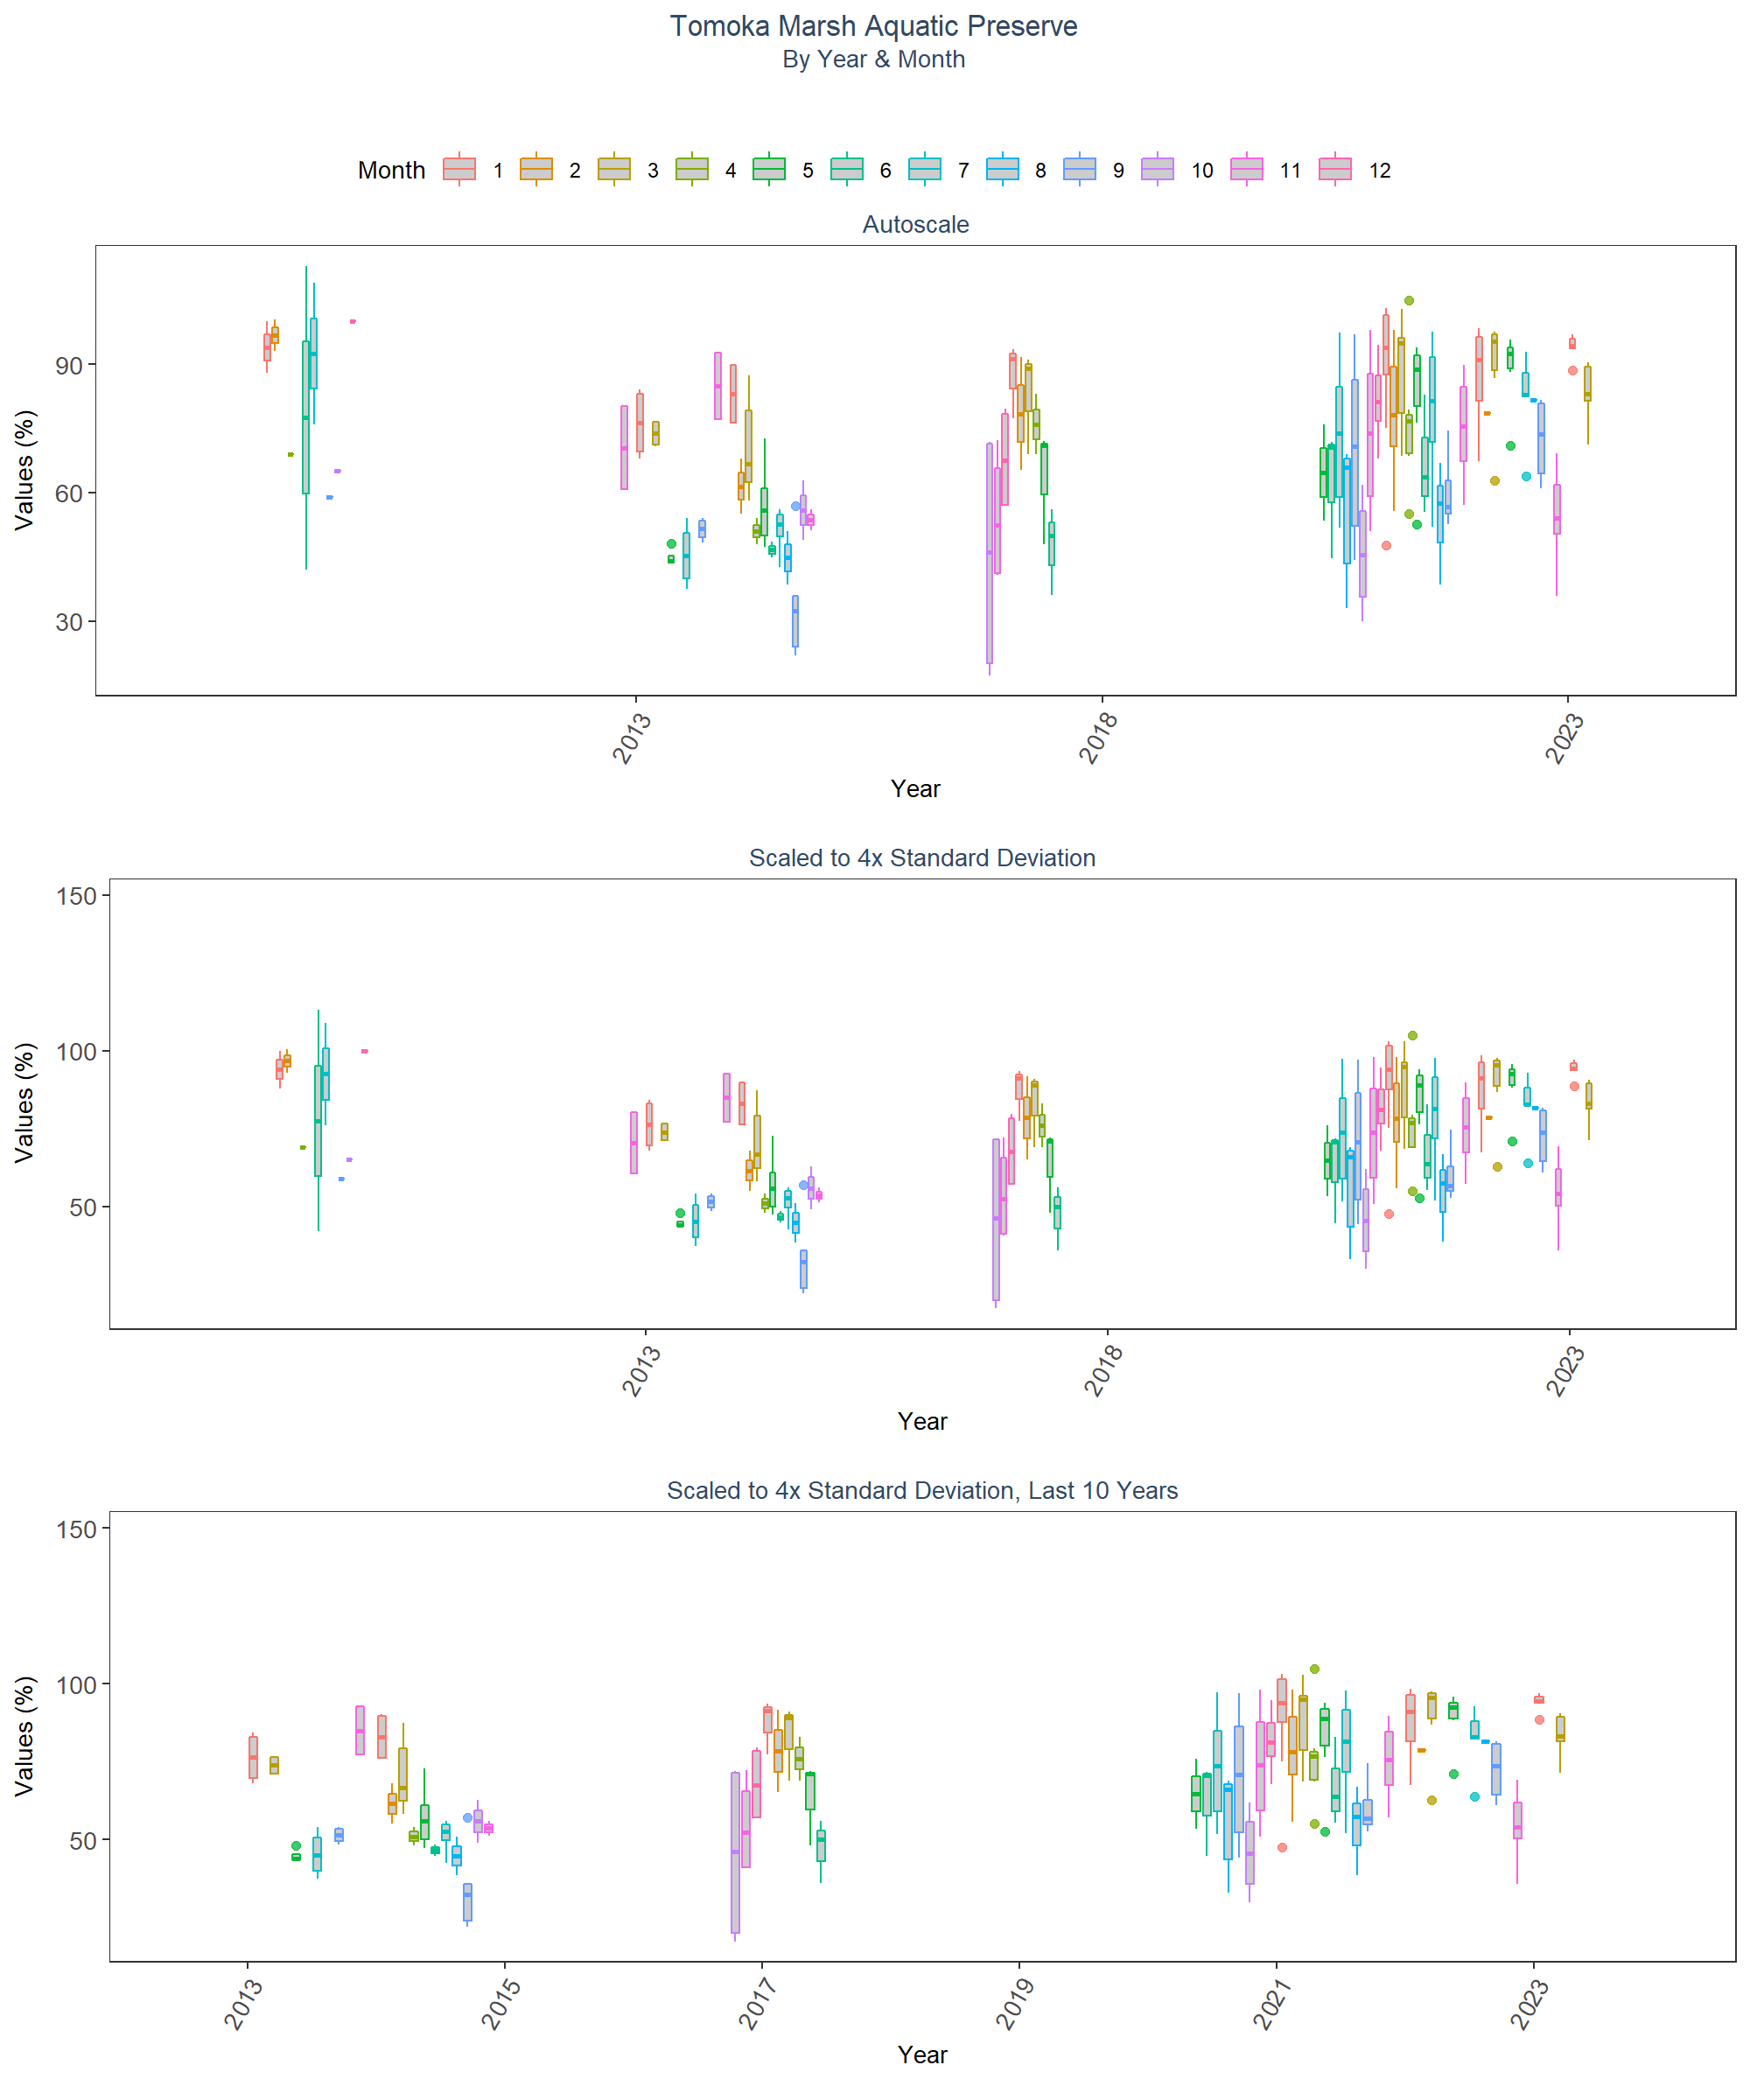 Tomoka Marsh Aquatic Preserve
By Year & Month
Month 1 2 3 4 5 6 7 8 9 10 11 12
Autoscale
Values (%)
90
60
30
2013 2018 2023
Year
Scaled to 4x Standard Deviation
Values (%)
150
100
50
2013 2018 2023
Year
Scaled to 4x Standard Deviation, Last 10 Years
Values (%)
150
100
50
2013 2015 2017 2019 2021 2023
Year